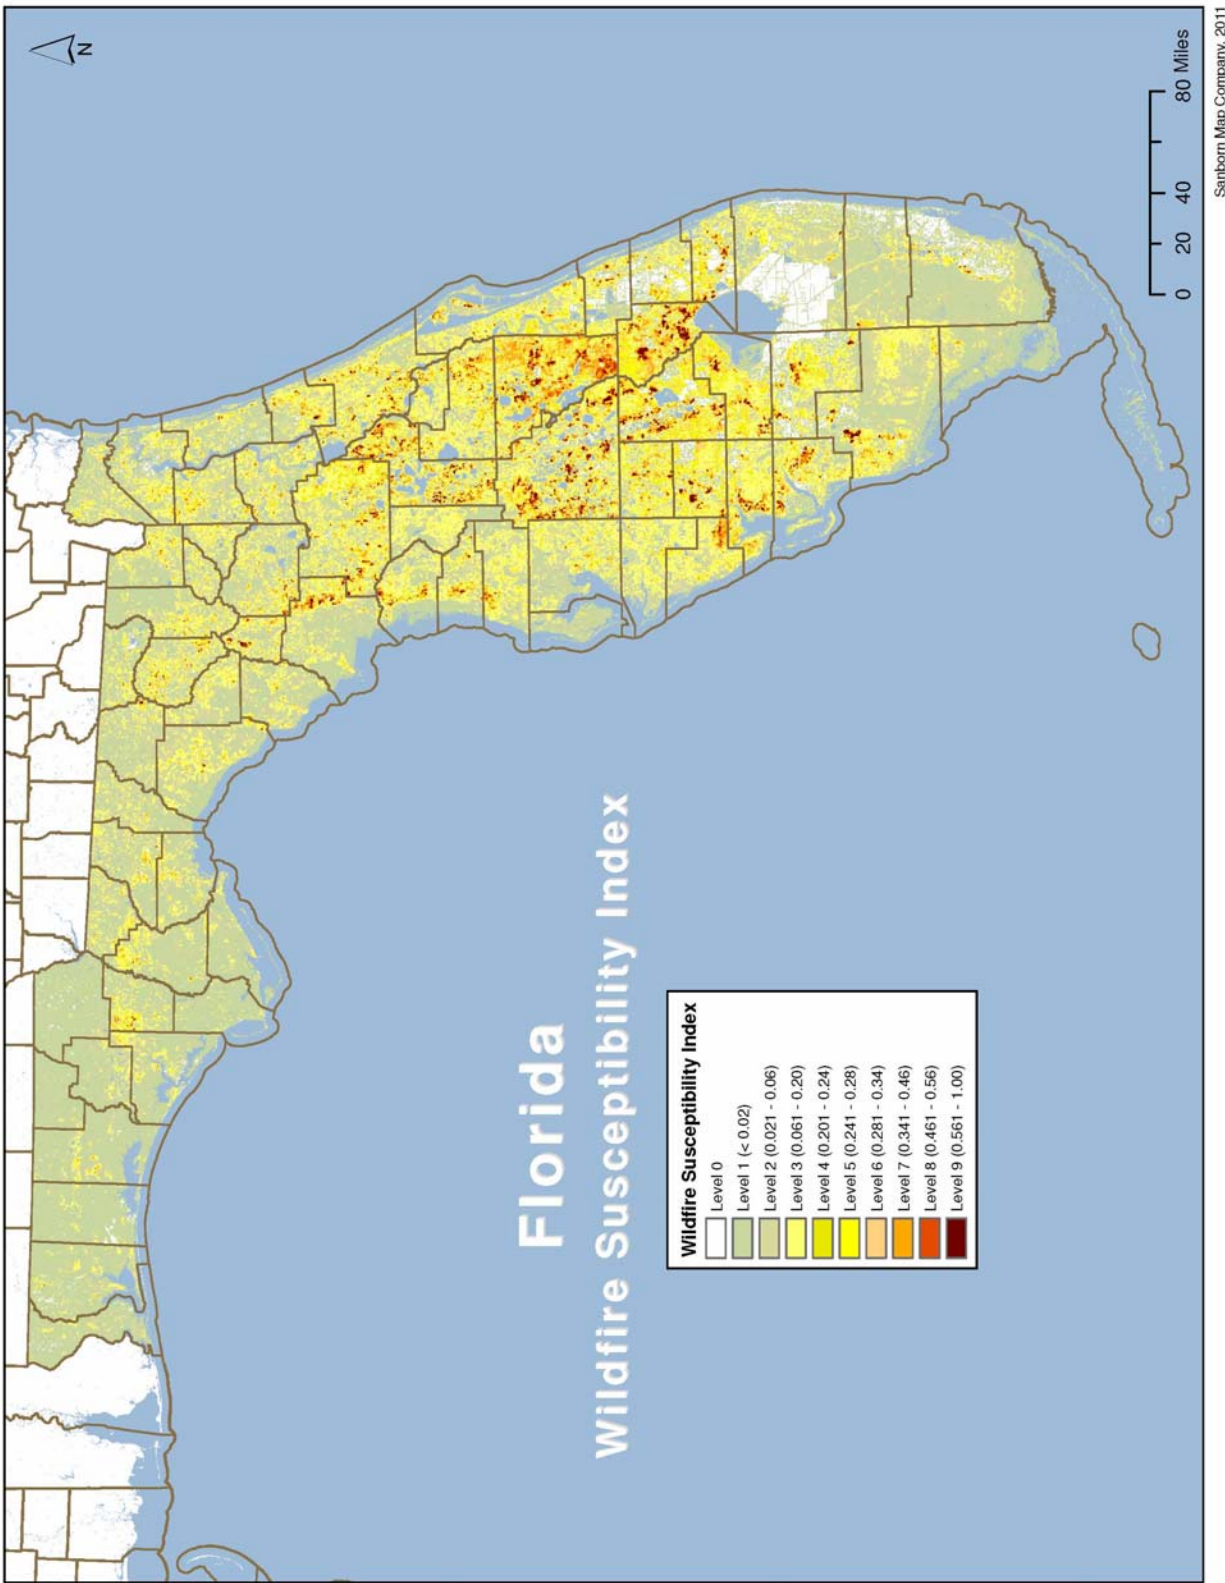 N
Florida
Wildfire Susceptibility Index
Wildfire Susceptibility Index
Level 0
Level 1 (< 0.02)
Level 2 (0.021 - 0.06)
Level 3 (0.061 - 0.20)
Level 4 (0.201 - 0.24)
Level 5 (0.241 - 0.28)
Level 6 (0.281 - 0.34)
Level 7 (0.341 - 0.46)
Level 8 (0.461 - 0.56)
Level 9 (0.561 - 1.00)
0 20 40 80 Miles
Sanborn Map Company, 2011